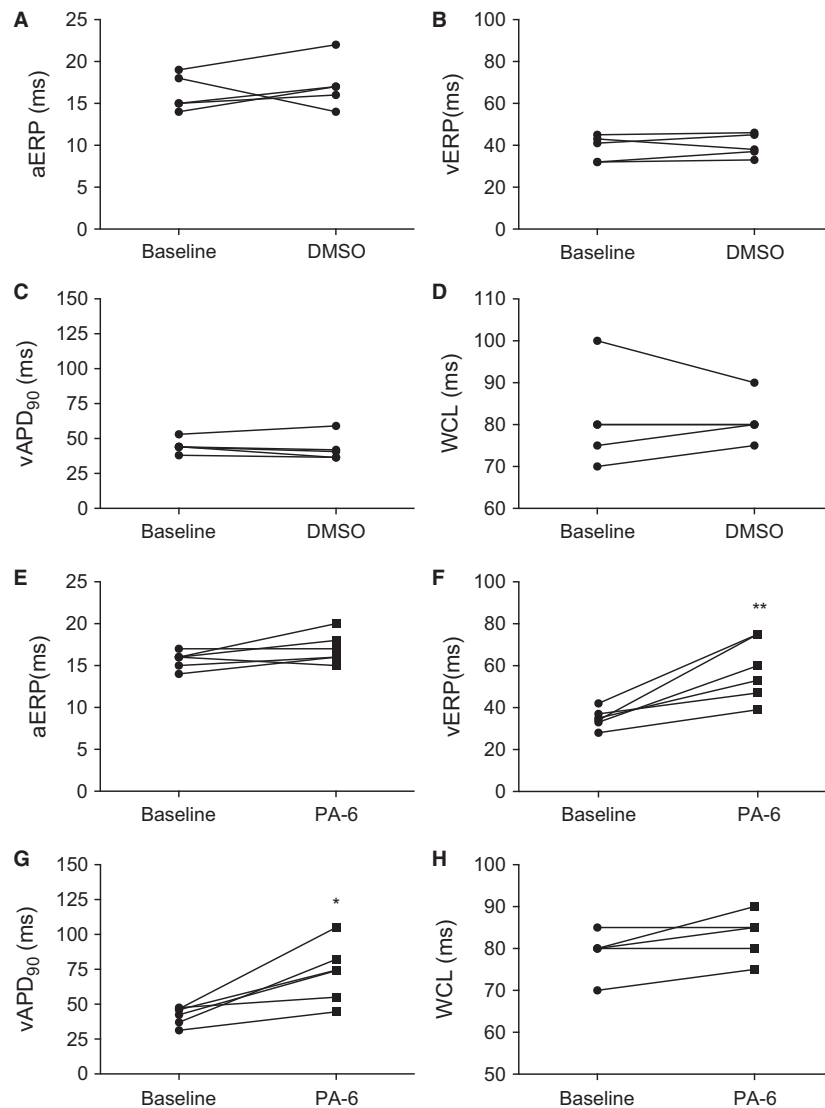 A
aERP (ms)
25
20
15
10
5
0
Baseline DMSO
B
vERP(ms)
100
80
60
40
20
0
Baseline DMSO
C
vAPD90 (ms)
150
125
100
75
50
25
0
Baseline DMSO
D
WCL (ms)
110
100
90
80
70
60
Baseline DMSO
E
aERP(ms)
25
20
15
10
5
0
Baseline PA-6
F
vERP(ms)
100
80
60
40
20
0
**
Baseline PA-6
G
vAPD90 (ms)
150
125
100
75
50
25
0
*
Baseline PA-6
H
WCL (ms)
100
90
80
70
60
50
Baseline PA-6